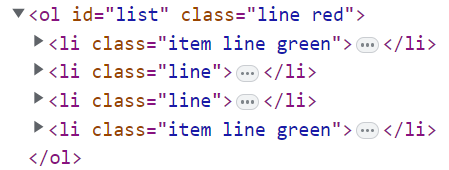 ▼<ol id="list" class="line red">
▶<li class="item line green">…</li>
▶<li class="line">…</li>
▶<li class="line">…</li>
▶<li class="item line green">…</li>
</ol>